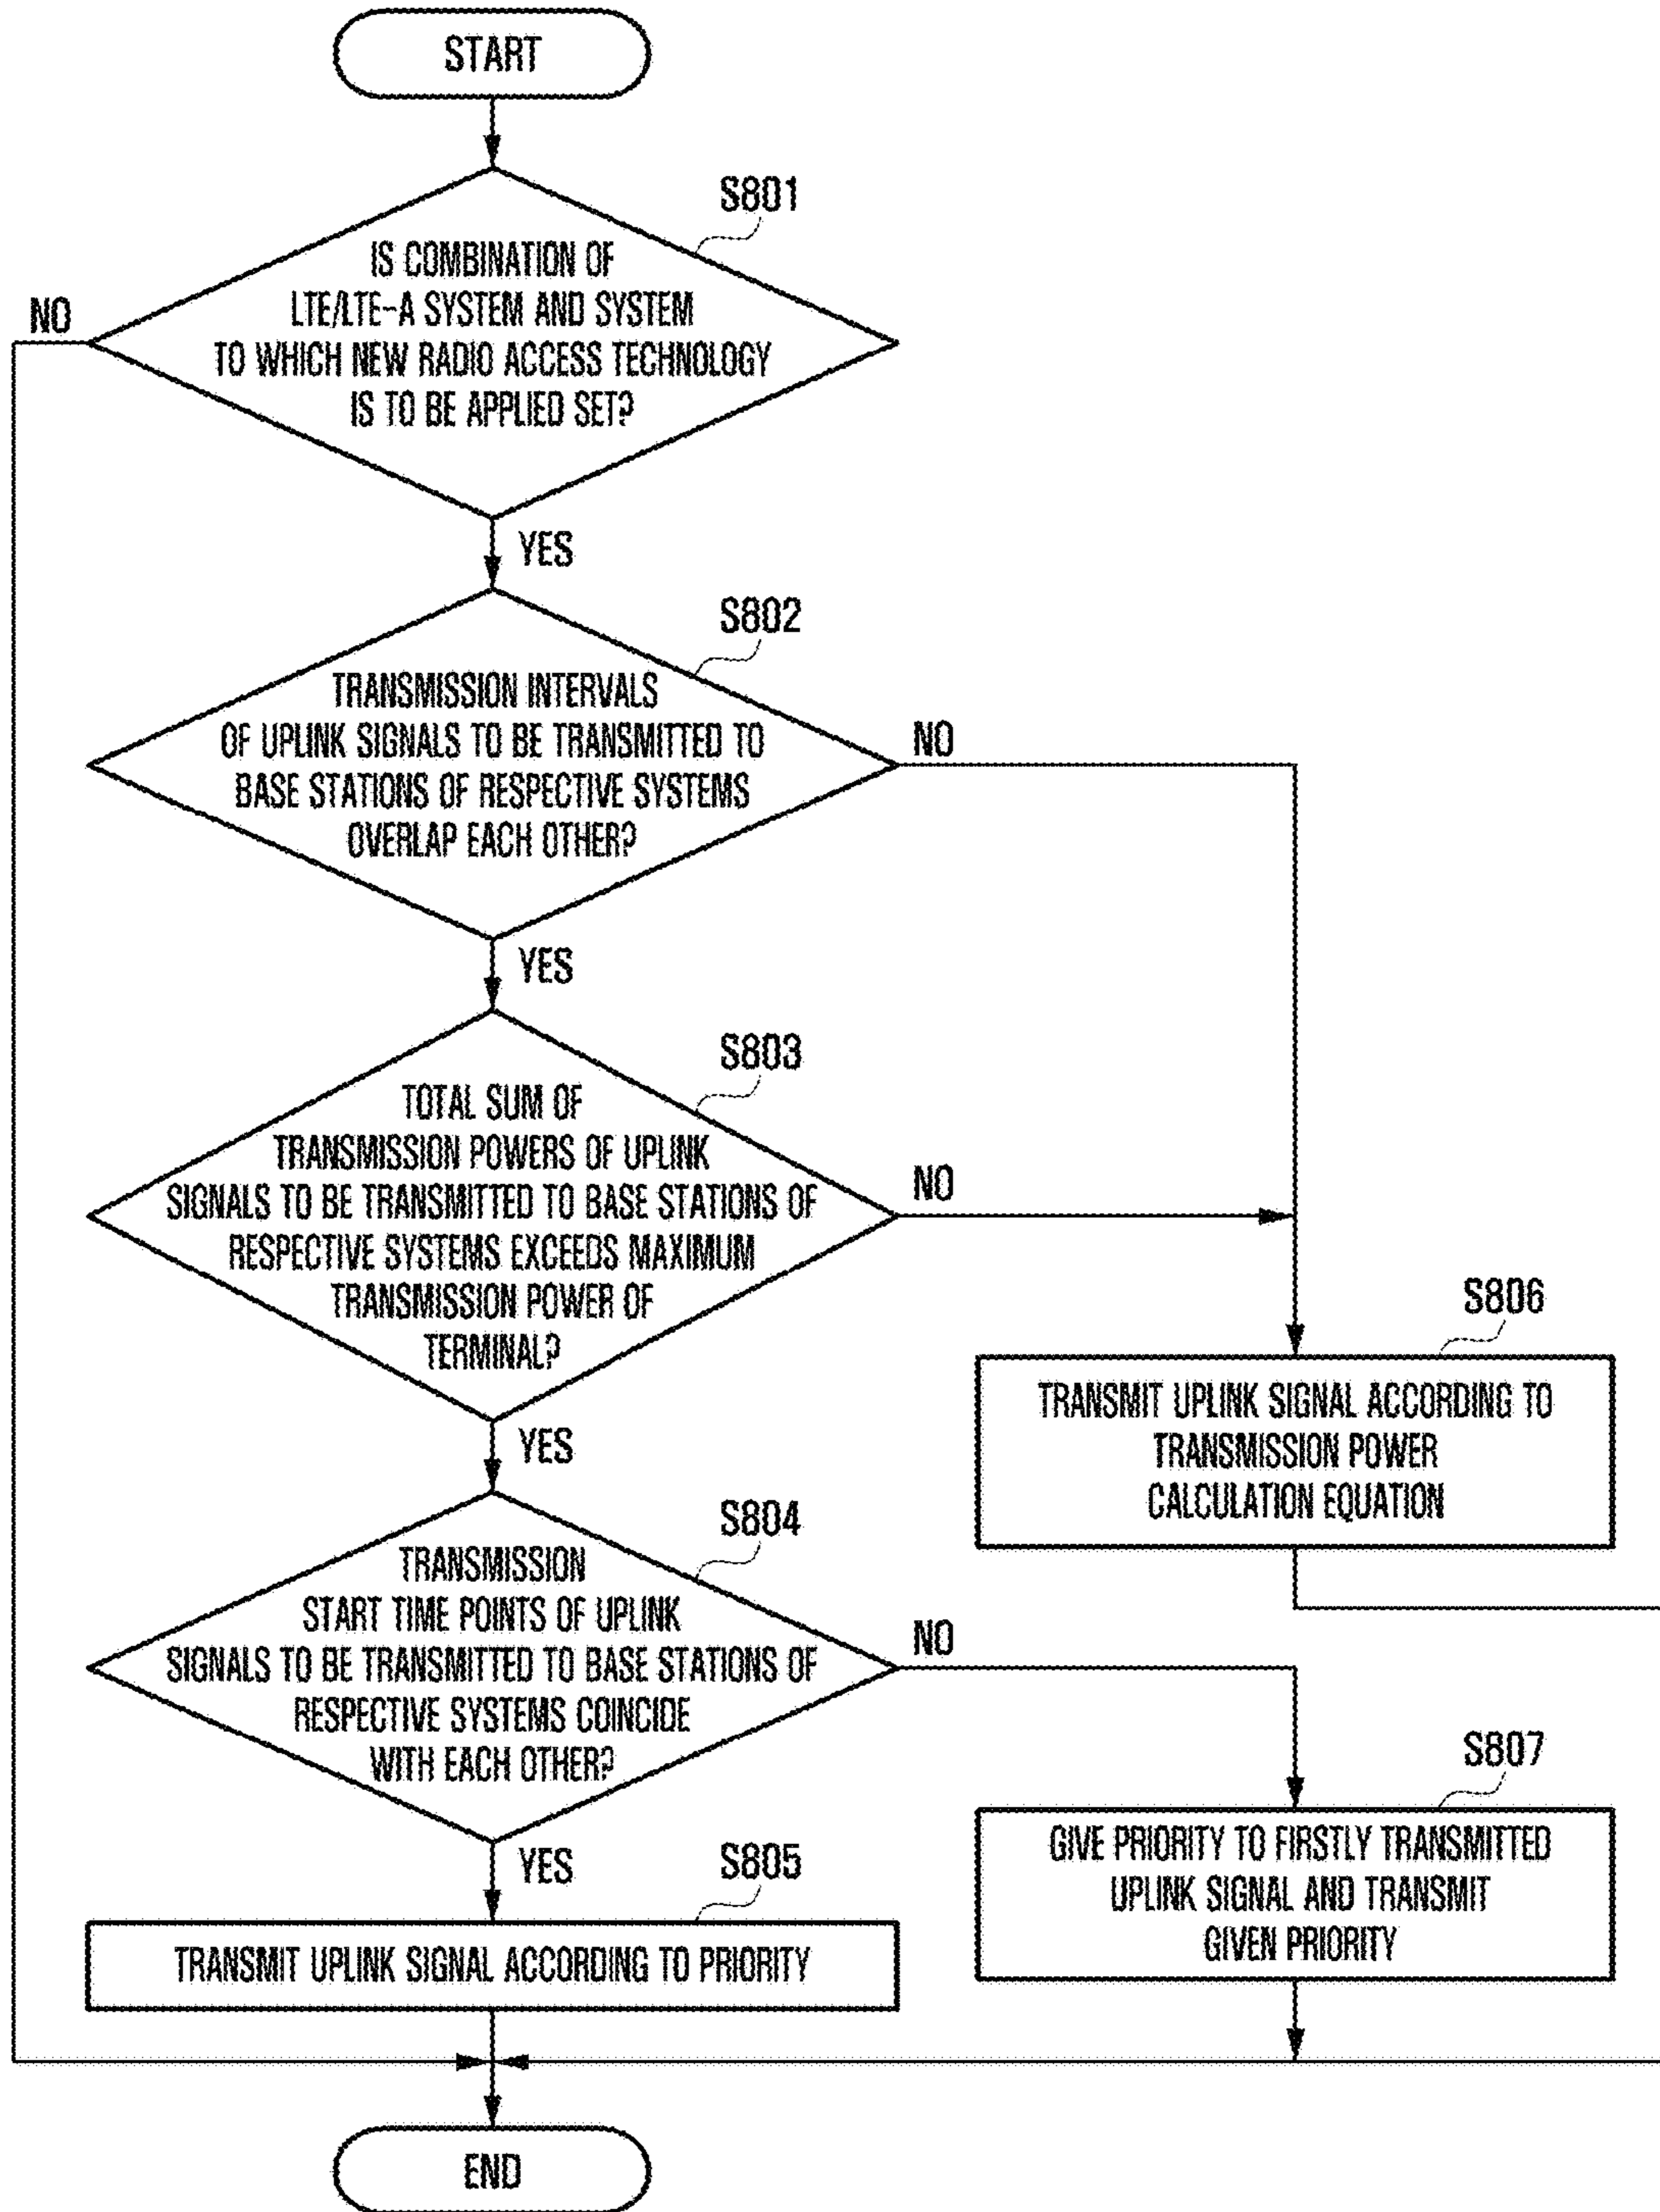 START
S801
IS COMBINATION OF
LTE/LTE-A SYSTEM AND SYSTEM
TO WHICH NEW RADIO ACCESS TECHNOLOGY
IS TO BE APPLIED SET?
NO
YES
S802
TRANSMISSION INTERVALS
OF UPLINK SIGNALS TO BE TRANSMITTED TO
BASE STATIONS OF RESPECTIVE SYSTEMS
OVERLAP EACH OTHER?
NO
YES
S803
TOTAL SUM OF
TRANSMISSION POWERS OF UPLINK
SIGNALS TO BE TRANSMITTED TO BASE STATIONS OF
RESPECTIVE SYSTEMS EXCEEDS MAXIMUM
TRANSMISSION POWER OF
TERMINAL?
NO
YES
S806
TRANSMIT UPLINK SIGNAL ACCORDING TO
TRANSMISSION POWER
CALCULATION EQUATION
S804
TRANSMISSION
START TIME POINTS OF UPLINK
SIGNALS TO BE TRANSMITTED TO BASE STATIONS OF
RESPECTIVE SYSTEMS COINCIDE
WITH EACH OTHER?
NO
YES
S807
GIVE PRIORITY TO FIRSTLY TRANSMITTED
UPLINK SIGNAL AND TRANSMIT
GIVEN PRIORITY
S805
TRANSMIT UPLINK SIGNAL ACCORDING TO PRIORITY
END